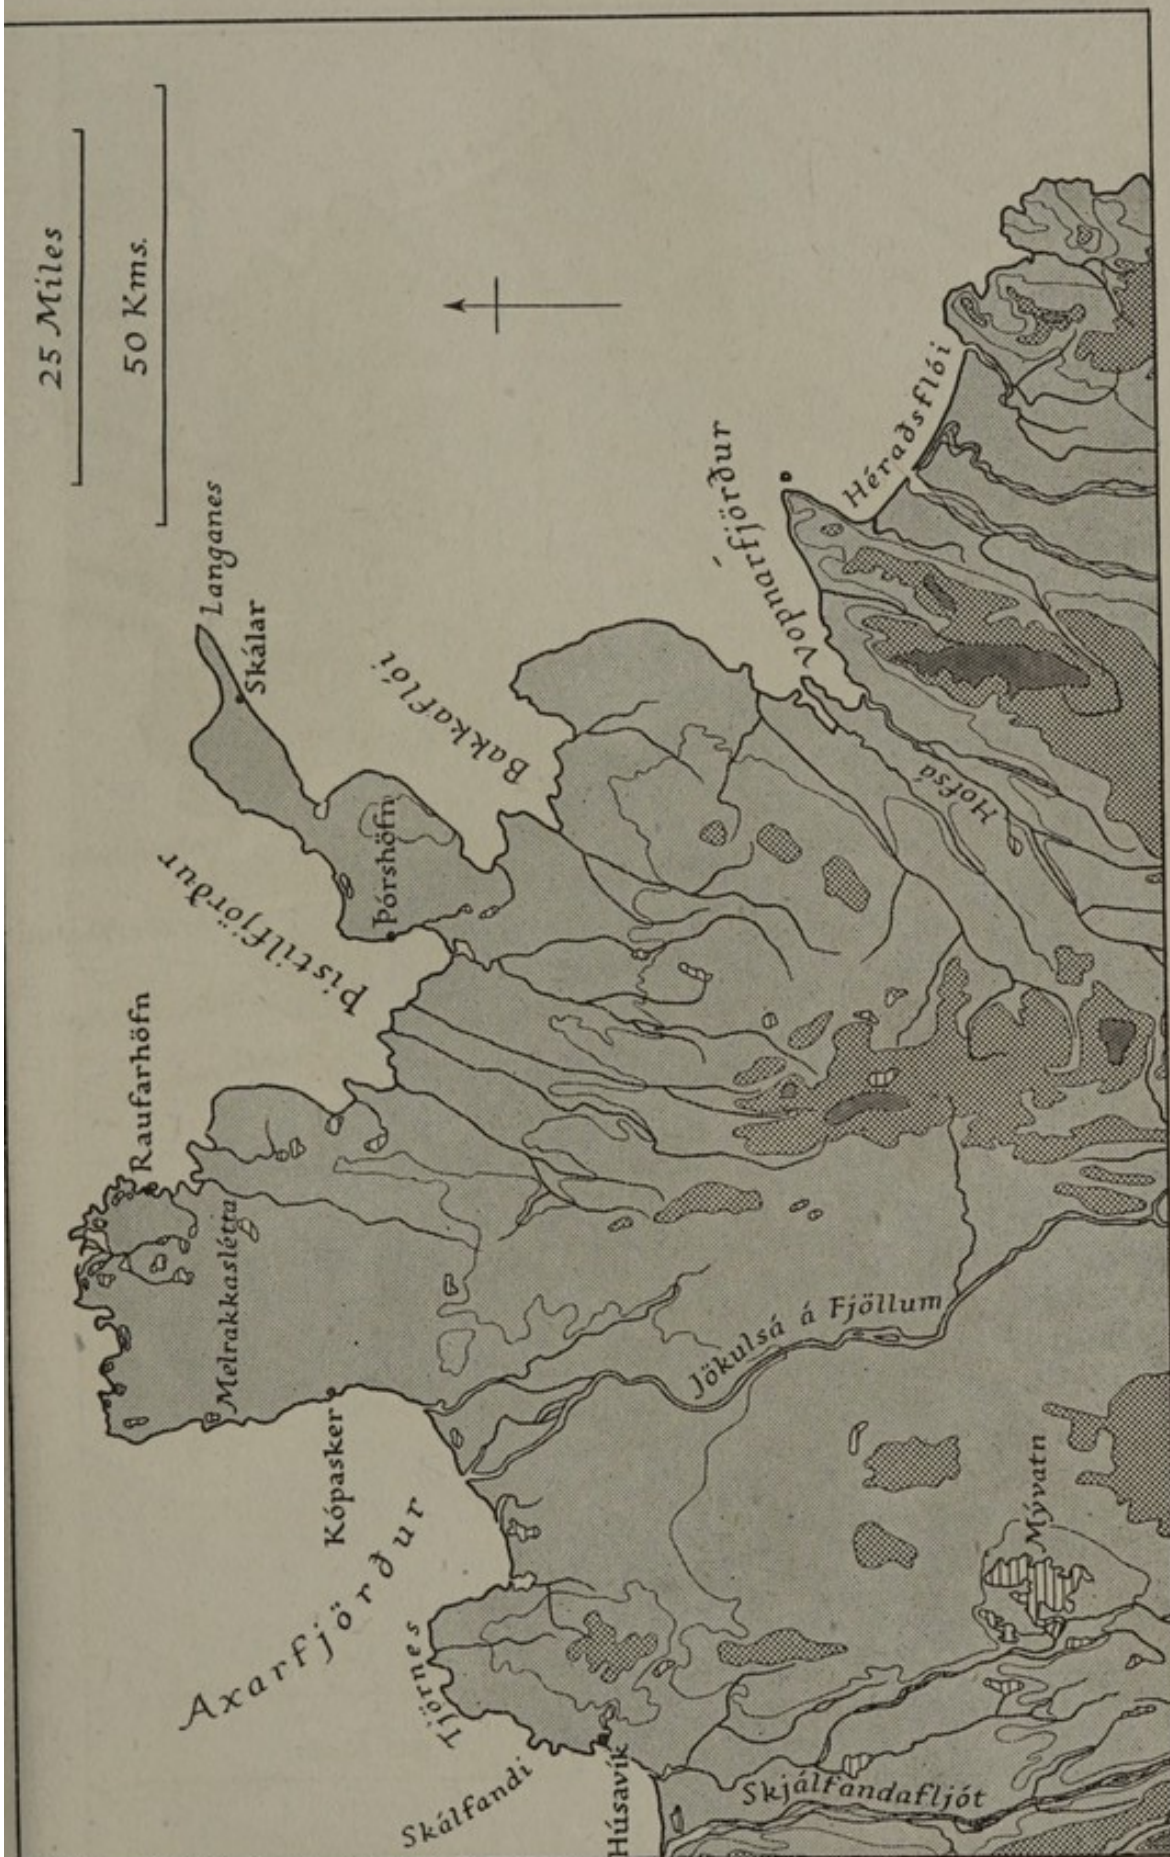 25 Miles
50 Kms.
Langanes
Skálar
Bakkaflói
Þórshöfn
Þistilfjörður
Raufarhöfn
Melrakkaslétta
Kópasker
Axarfjörður
Tjörnes
Skálfandi
Húsavík
Skjálfandafljót
Mývatn
Jökulsá á Fjöllum
Hofsá
Vopnarfjörður
Héraðsflói